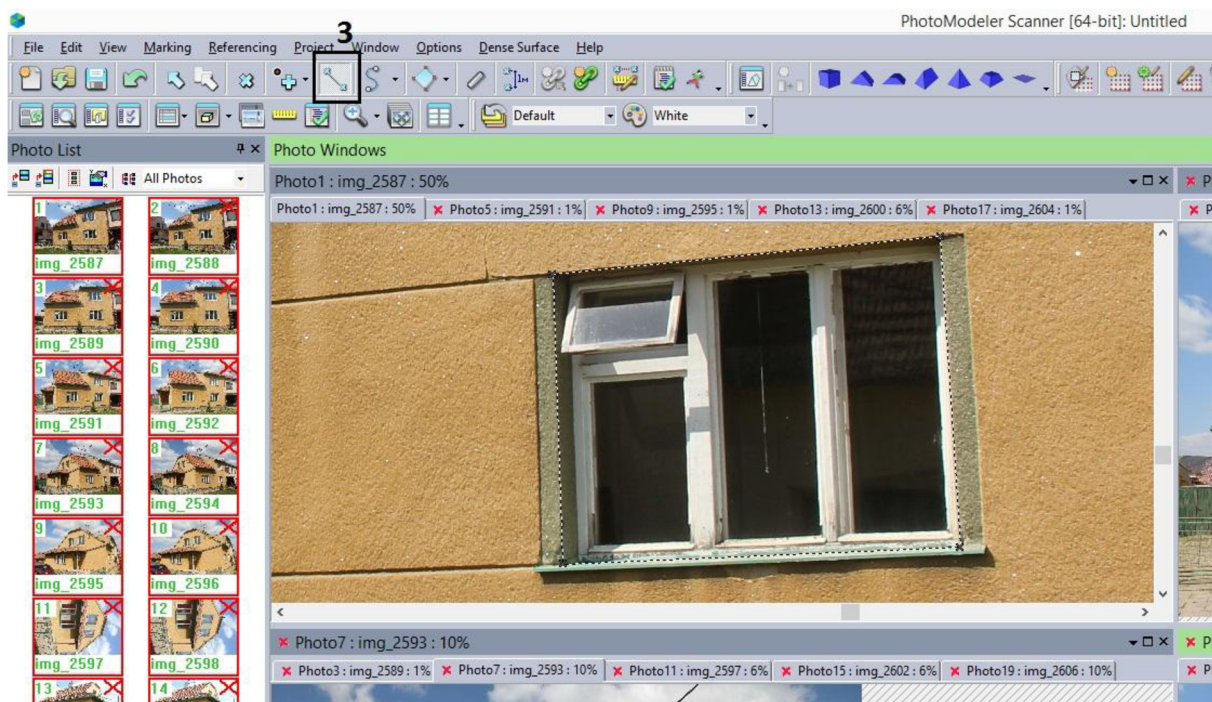 PhotoModeler Scanner [64-bit]: Untitled
File Edit View Marking Referencing Project Window Options Dense Surface Help
3
Default White
Photo List
Photo Windows
All Photos
Photo1 : img_2587 : 50%
Photo1 : img_2587 : 50% Photo5 : img_2591 : 1% Photo9 : img_2595 : 1% Photo13 : img_2600 : 6% Photo17 : img_2604 : 1%
1 2
img_2587 img_2588
3 4
img_2589 img_2590
5 6
img_2591 img_2592
7 8
img_2593 img_2594
9 10
img_2595 img_2596
11 12
img_2597 img_2598
13 14
Photo7 : img_2593 : 10%
Photo3 : img_2589 : 1% Photo7 : img_2593 : 10% Photo11 : img_2597 : 6% Photo15 : img_2602 : 6% Photo19 : img_2606 : 10%